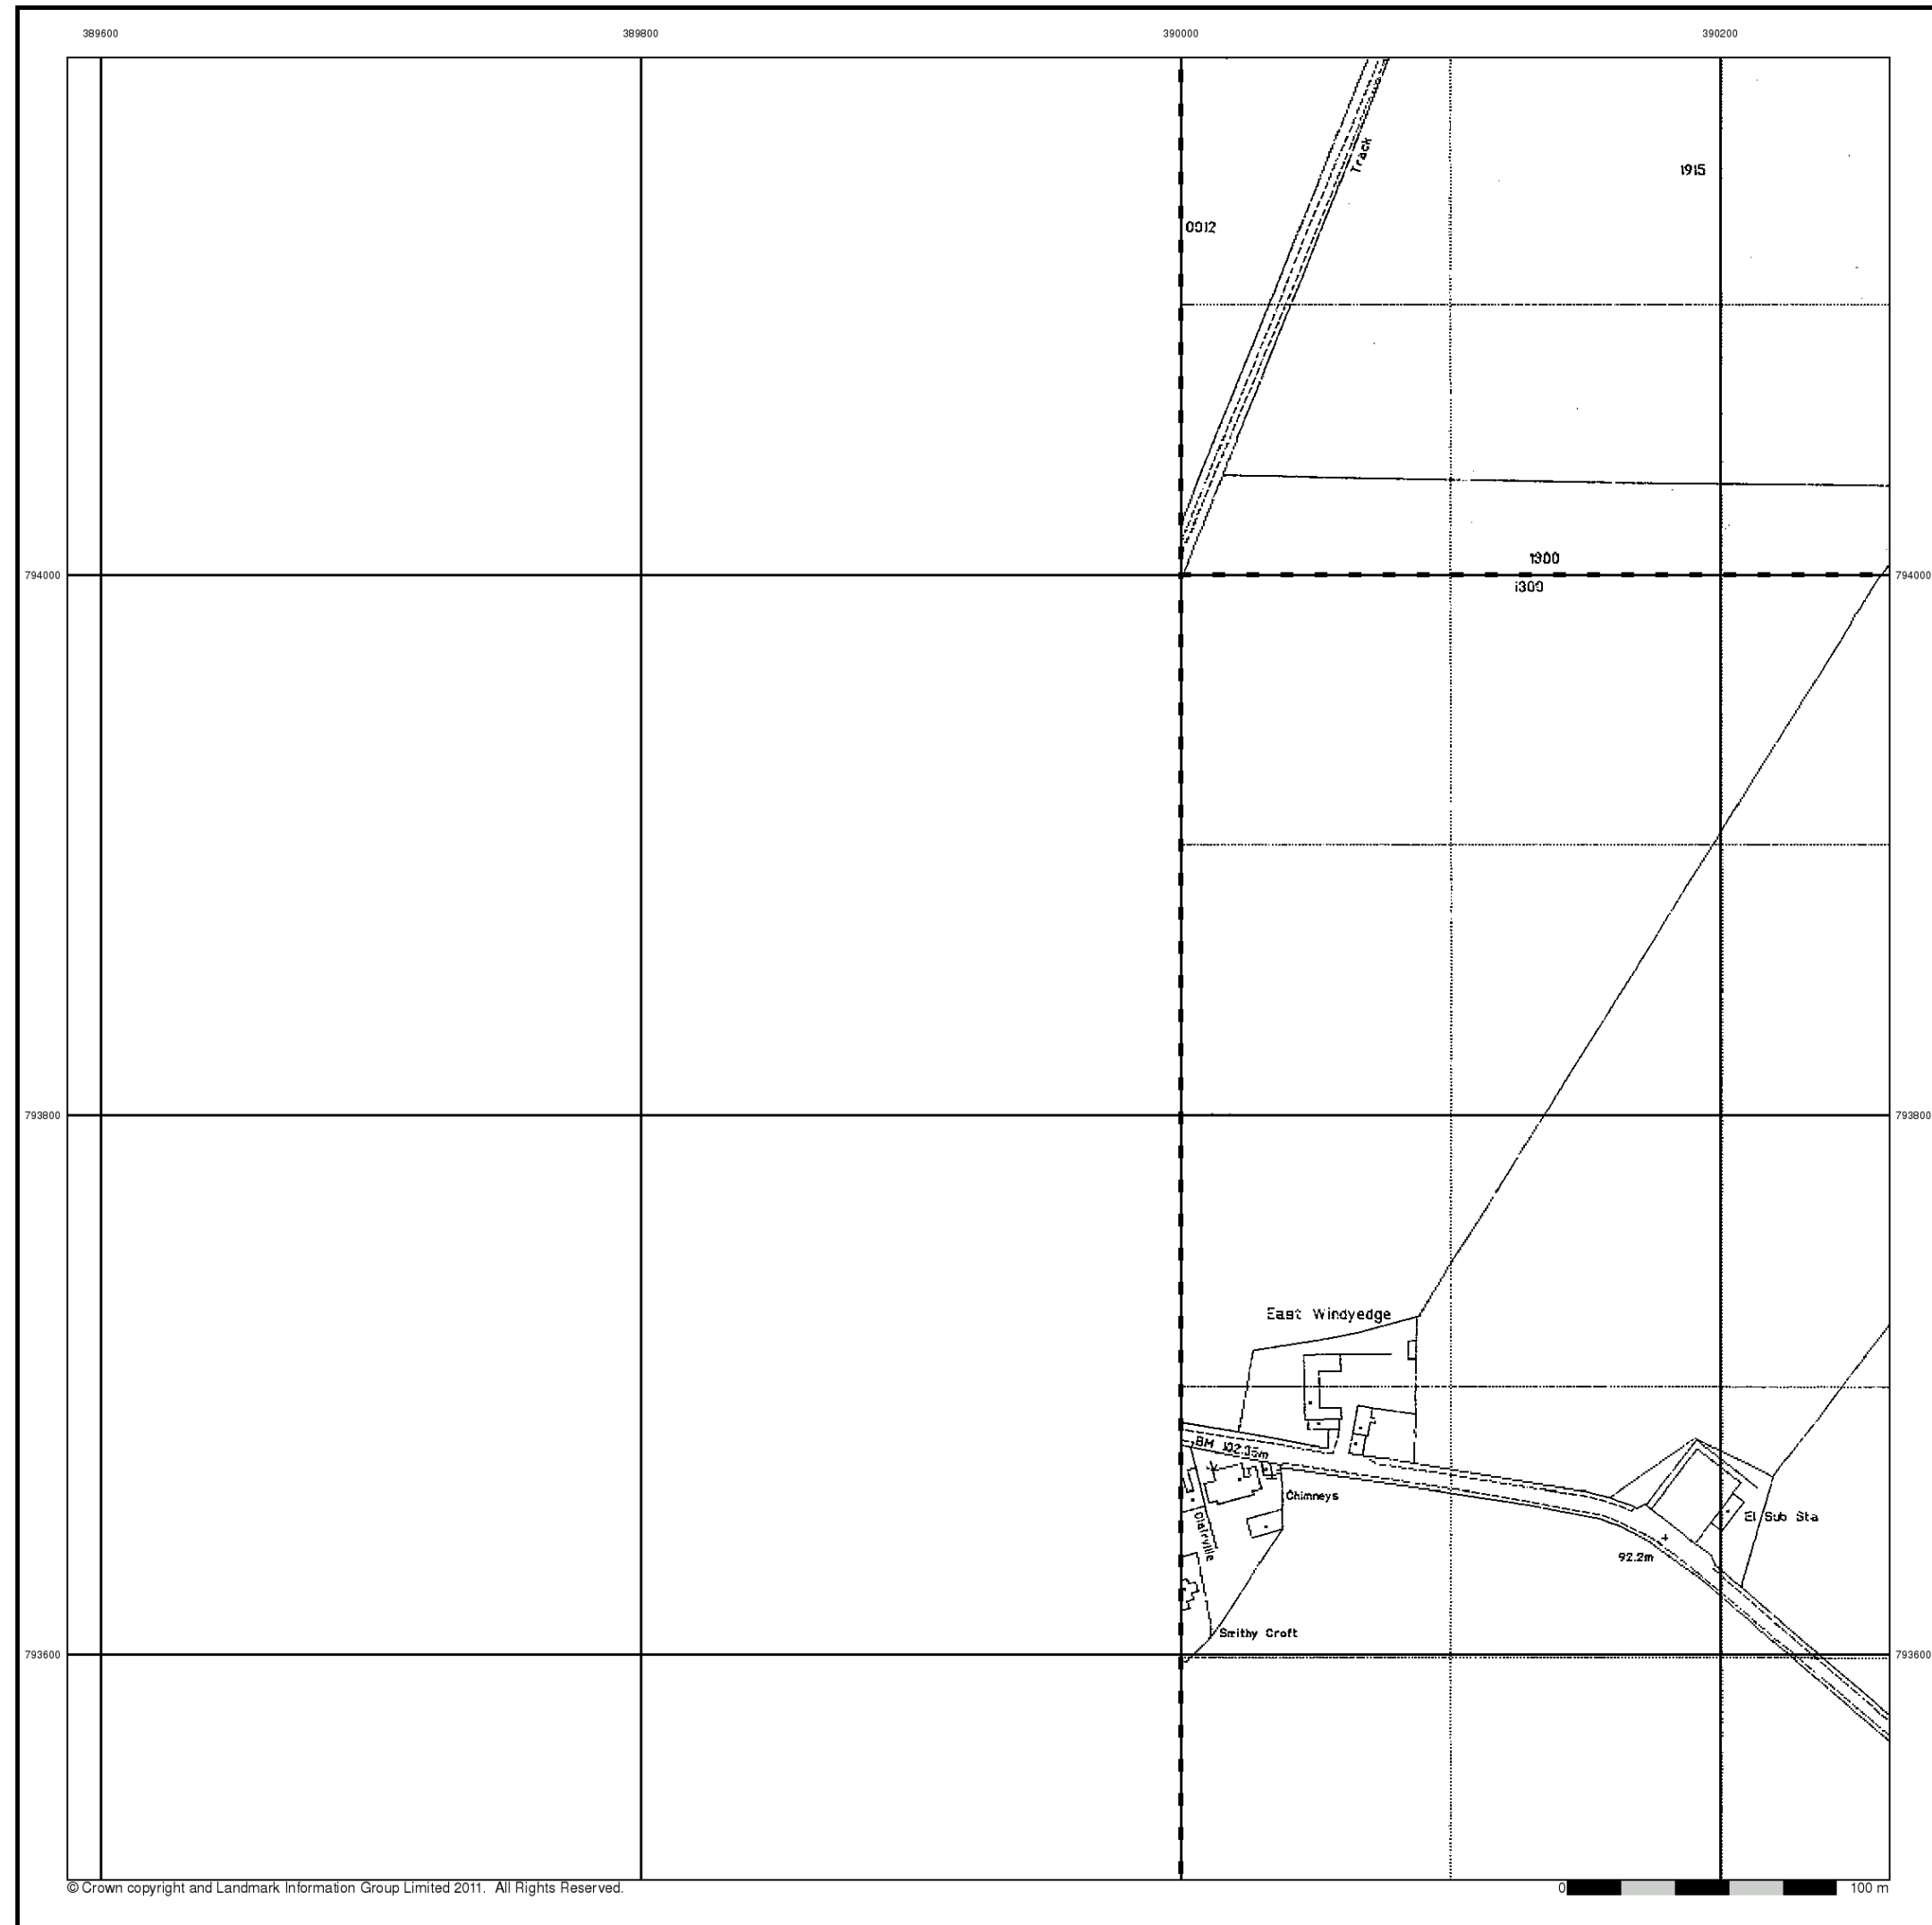 389600 389800 390000 390200
Track
1915
0012
794000 794000
1300
1300
793800 793800
East Windyedge
BM 102.35m
Chimneys
Clairville
El Sub Sta
92.2m
Smithy Croft
793600 793600
© Crown copyright and Landmark Information Group Limited 2011. All Rights Reserved.
0 100 m